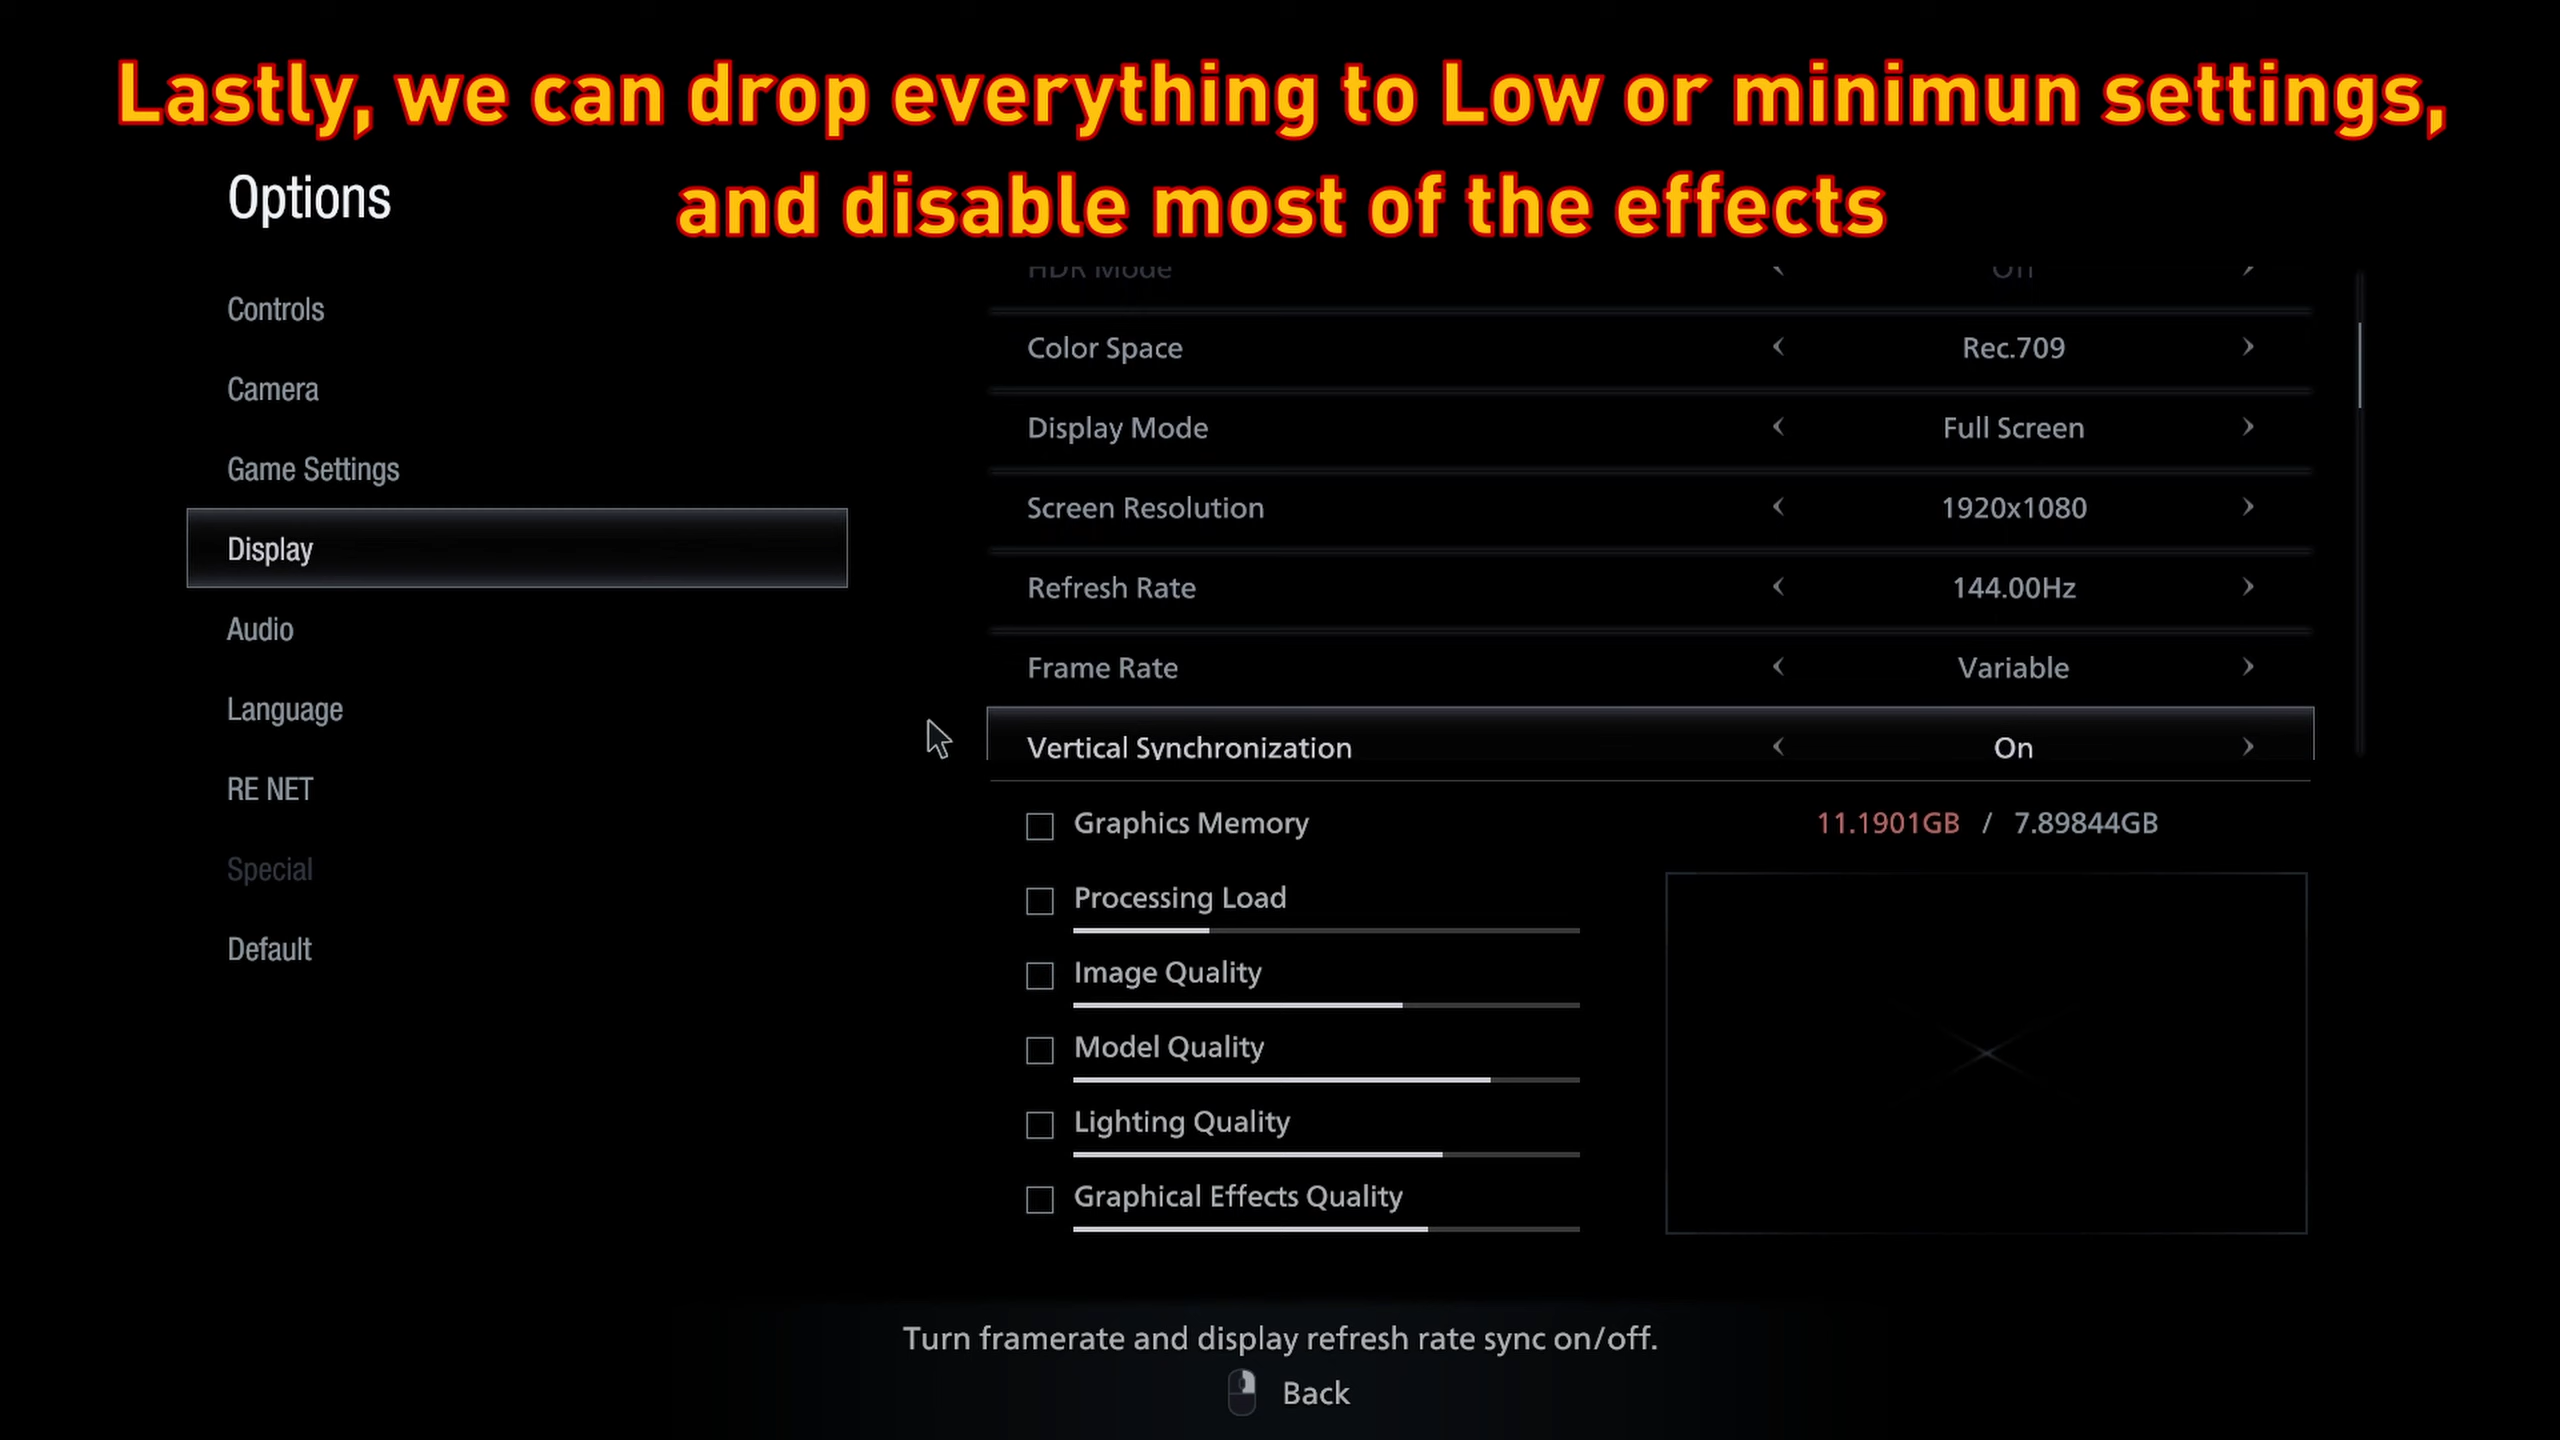 Lastly, we can drop everything to Low or minimun settings,
and disable most of the effects
Options
Controls
Camera
Game Settings
Display
Audio
Language
RE NET
Special
Default
HDR Mode Off
Color Space Rec.709
Display Mode Full Screen
Screen Resolution 1920x1080
Refresh Rate 144.00Hz
Frame Rate Variable
Vertical Synchronization On
Graphics Memory 11.1901GB / 7.89844GB
Processing Load
Image Quality
Model Quality
Lighting Quality
Graphical Effects Quality
Turn framerate and display refresh rate sync on/off.
Back